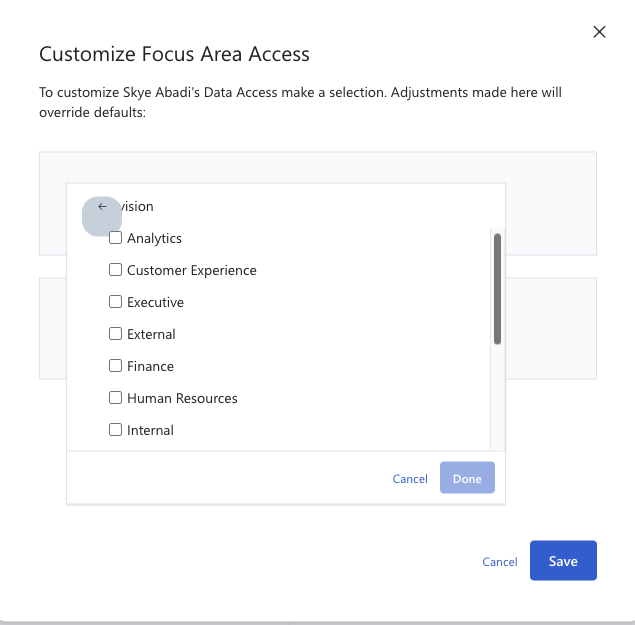 Customize Focus Area Access
To customize Skye Abadi's Data Access make a selection. Adjustments made here will
override defaults:
vision
Analytics
Customer Experience
Executive
External
Finance
Human Resources
Internal
Cancel
Done
Cancel
Save